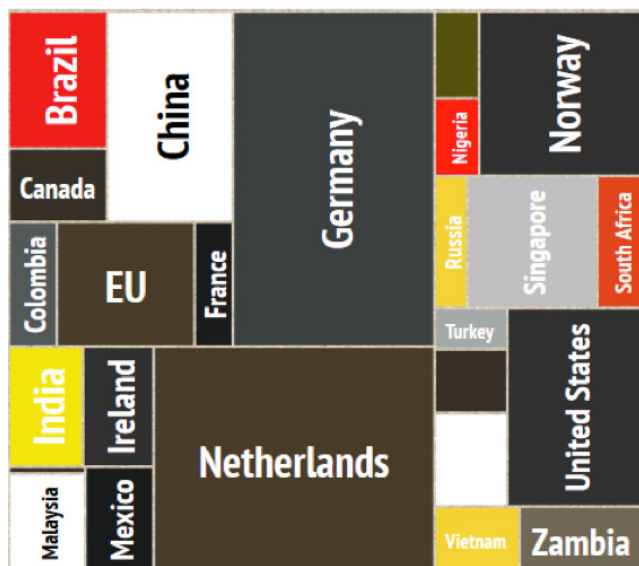 Brazil
China
Canada
Germany
Colombia
EU
France
India
Ireland
Malaysia
Mexico
Netherlands
Nigeria
Norway
Russia
Singapore
South Africa
Turkey
United States
Vietnam
Zambia